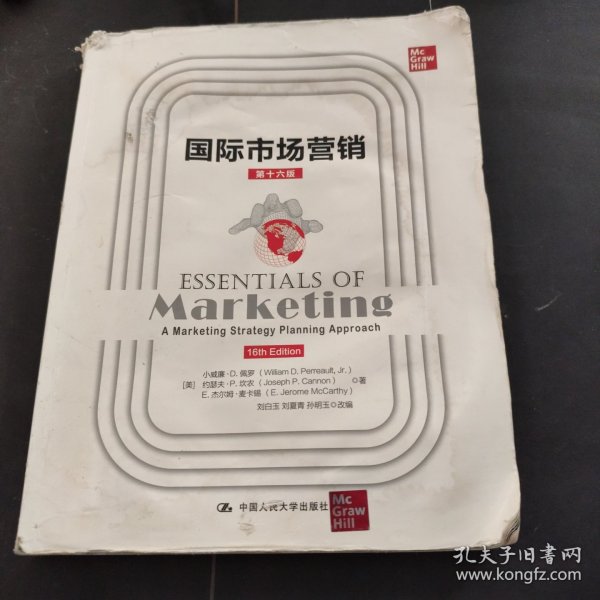 Mc
Graw
Hill
国际市场营销
第十六版
ESSENTIALS OF
Marketing
A Marketing Strategy Planning Approach
16th Edition
小威廉·D. 佩罗（William D. Perreault, Jr.）
[美] 约瑟夫·P. 坎农（Joseph P. Cannon） ◎著
E. 杰尔姆·麦卡锡（E. Jerome McCarthy）
刘白玉 刘夏青 孙明玉◎改编
中国人民大学出版社
Mc
Graw
Hill
孔夫子旧书网
www.kongfz.com